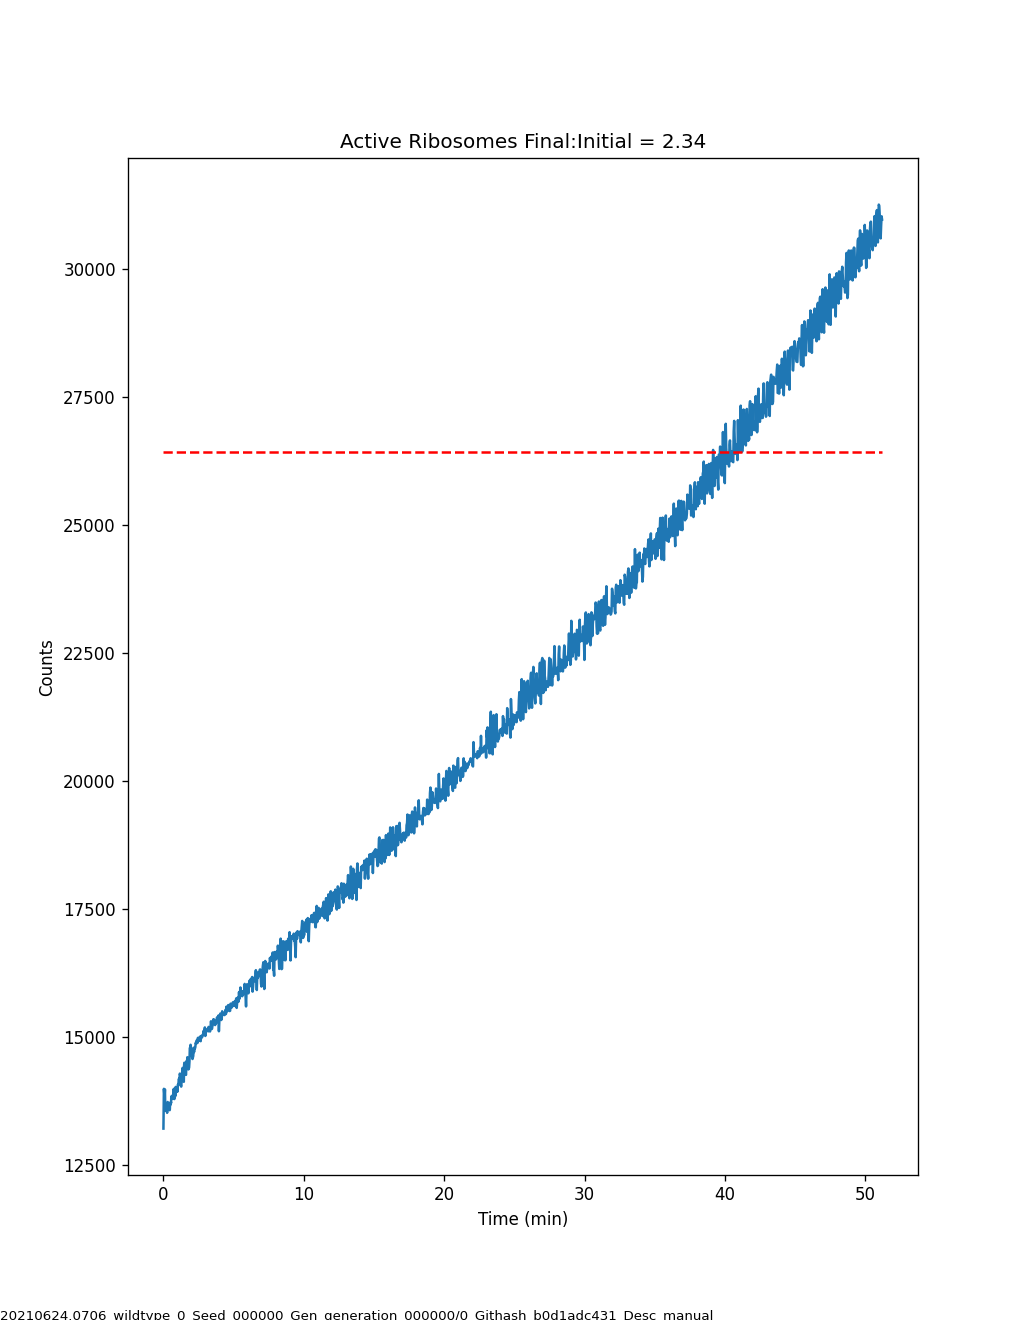 Active Ribosomes Final:Initial = 2.34
30000
27500
25000
22500
20000
17500
15000
12500
Counts
0 10 20 30 40 50
Time (min)
20210624.0706_wildtype_0_Seed_000000_Gen_generation_000000/0_Githash_b0d1adc431_Desc_manual